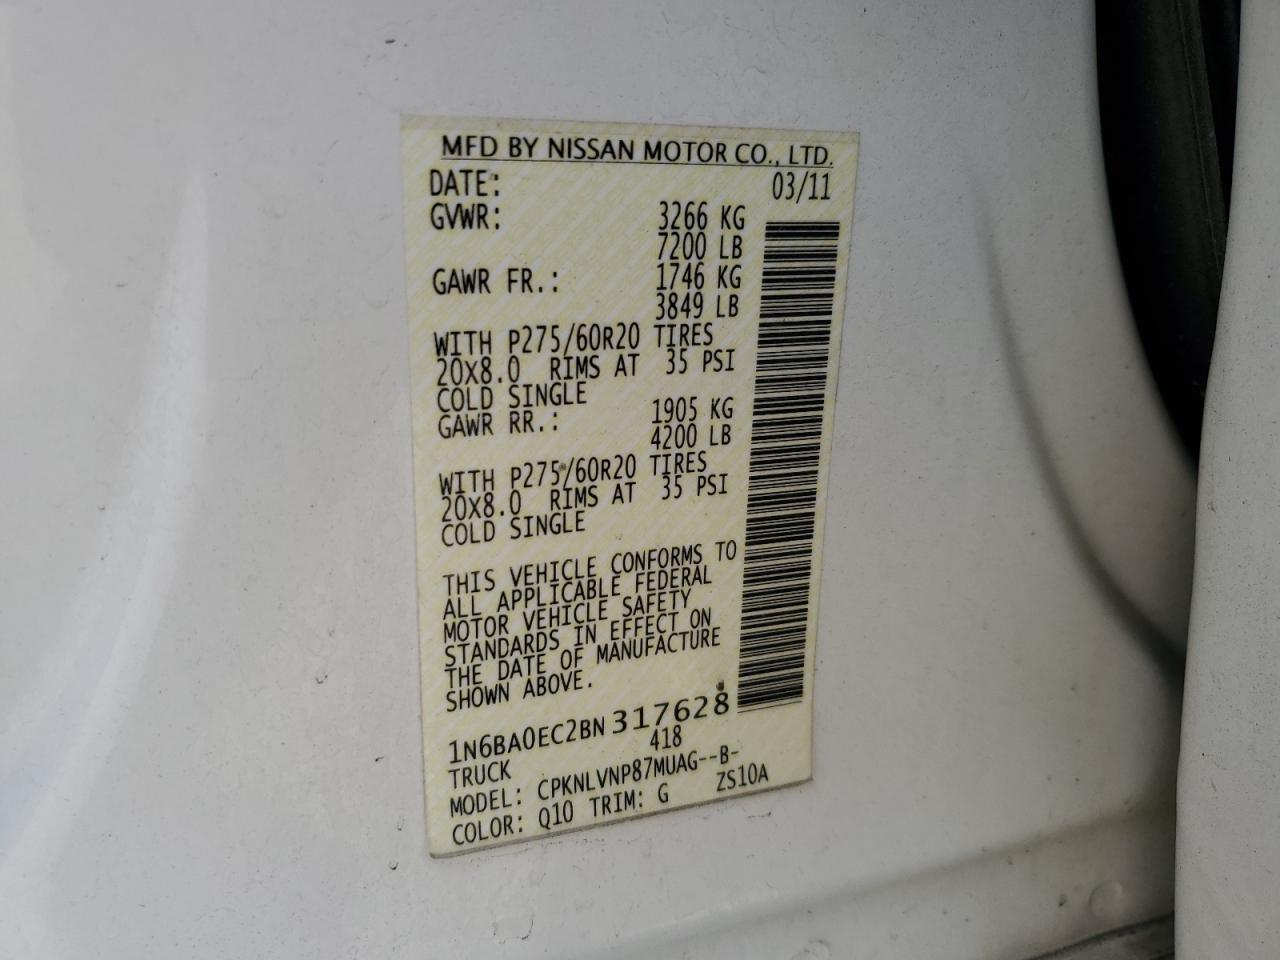 MFD BY NISSAN MOTOR CO., LTD.
DATE: 03/11
GVWR: 3266 KG
7200 LB
GAWR FR.: 1746 KG
3849 LB
WITH P275/60R20 TIRES
20X8.0 RIMS AT 35 PSI
COLD SINGLE
GAWR RR.: 1905 KG
4200 LB
WITH P275/60R20 TIRES
20X8.0 RIMS AT 35 PSI
COLD SINGLE
THIS VEHICLE CONFORMS TO
ALL APPLICABLE FEDERAL
MOTOR VEHICLE SAFETY
STANDARDS IN EFFECT ON
THE DATE OF MANUFACTURE
SHOWN ABOVE.
1N6BA0EC2BN 317628
TRUCK 418
MODEL: CPKNLVNP87MUAG--B-
COLOR: Q10 TRIM: G ZS10A